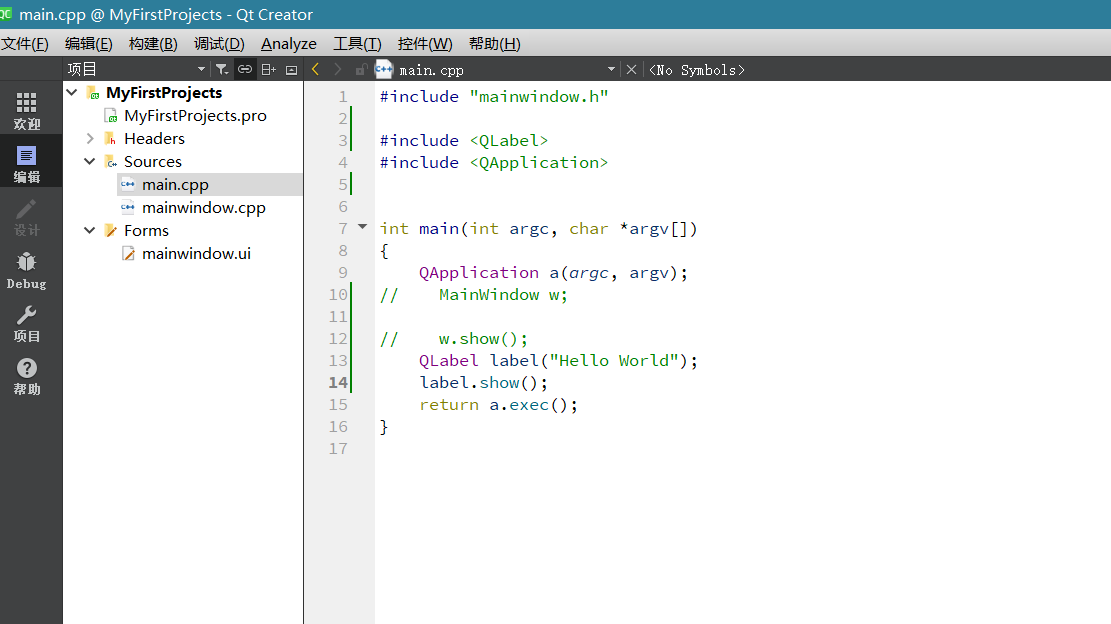 QC main.cpp @ MyFirstProjects - Qt Creator
文件(F) 编辑(E) 构建(B) 调试(D) Analyze 工具(T) 控件(W) 帮助(H)
项目
main.cpp
<No Symbols>
欢迎
编辑
设计
Debug
项目
帮助
MyFirstProjects
MyFirstProjects.pro
Headers
Sources
main.cpp
mainwindow.cpp
Forms
mainwindow.ui
1 #include "mainwindow.h"
2
3 #include <QLabel>
4 #include <QApplication>
5
6
7 int main(int argc, char *argv[])
8 {
9     QApplication a(argc, argv);
10 //    MainWindow w;
11
12 //    w.show();
13     QLabel label("Hello World");
14     label.show();
15     return a.exec();
16 }
17